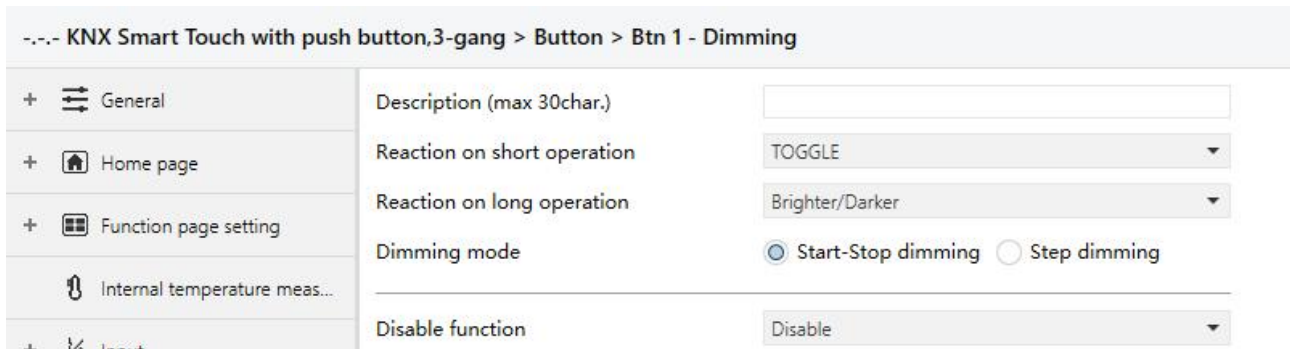 -.-.- KNX Smart Touch with push button,3-gang > Button > Btn 1 - Dimming
+ General
+ Home page
+ Function page setting
Internal temperature meas...
+ Input
Description (max 30char.)
Reaction on short operation TOGGLE
Reaction on long operation Brighter/Darker
Dimming mode Start-Stop dimming Step dimming
Disable function Disable